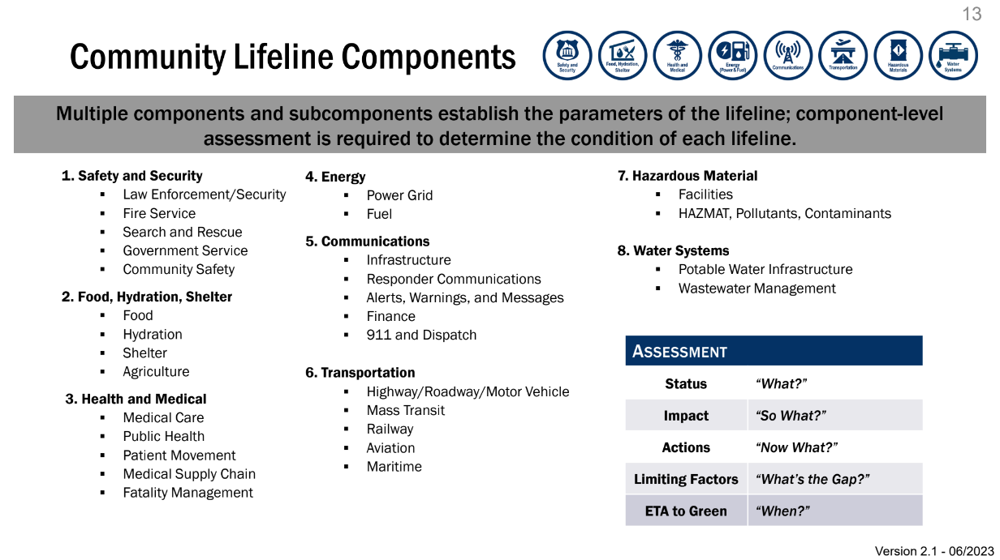 13
Community Lifeline Components
Safety and
Security
Food, Hydration,
Shelter
Health and
Medical
Energy
(Power & Fuel)
Communications
Transportation
Hazardous
Materials
Water
Systems
Multiple components and subcomponents establish the parameters of the lifeline; component-level
assessment is required to determine the condition of each lifeline.
1. Safety and Security
▪ Law Enforcement/Security
▪ Fire Service
▪ Search and Rescue
▪ Government Service
▪ Community Safety
2. Food, Hydration, Shelter
▪ Food
▪ Hydration
▪ Shelter
▪ Agriculture
3. Health and Medical
▪ Medical Care
▪ Public Health
▪ Patient Movement
▪ Medical Supply Chain
▪ Fatality Management
4. Energy
▪ Power Grid
▪ Fuel
5. Communications
▪ Infrastructure
▪ Responder Communications
▪ Alerts, Warnings, and Messages
▪ Finance
▪ 911 and Dispatch
6. Transportation
▪ Highway/Roadway/Motor Vehicle
▪ Mass Transit
▪ Railway
▪ Aviation
▪ Maritime
7. Hazardous Material
▪ Facilities
▪ HAZMAT, Pollutants, Contaminants
8. Water Systems
▪ Potable Water Infrastructure
▪ Wastewater Management
ASSESSMENT
Status “What?”
Impact “So What?”
Actions “Now What?”
Limiting Factors “What’s the Gap?”
ETA to Green “When?”
Version 2.1 - 06/2023